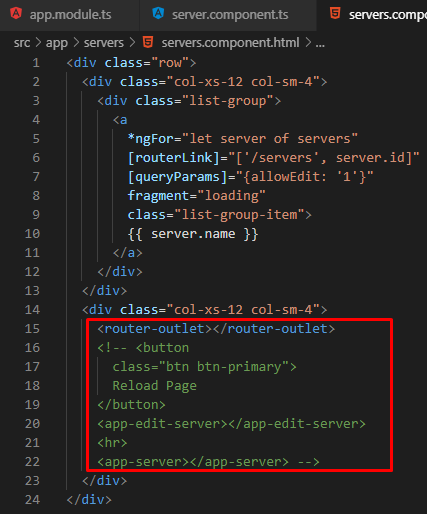 app.module.ts server.component.ts servers.compo
src > app > servers > servers.component.html > ...
1 <div class="row">
2 <div class="col-xs-12 col-sm-4">
3 <div class="list-group">
4 <a
5 *ngFor="let server of servers"
6 [routerLink]="['/servers', server.id]"
7 [queryParams]="{allowEdit: '1'}"
8 fragment="loading"
9 class="list-group-item">
10 {{ server.name }}
11 </a>
12 </div>
13 </div>
14 <div class="col-xs-12 col-sm-4">
15 <router-outlet></router-outlet>
16 <!-- <button
17 class="btn btn-primary">
18 Reload Page
19 </button>
20 <app-edit-server></app-edit-server>
21 <hr>
22 <app-server></app-server> -->
23 </div>
24 </div>